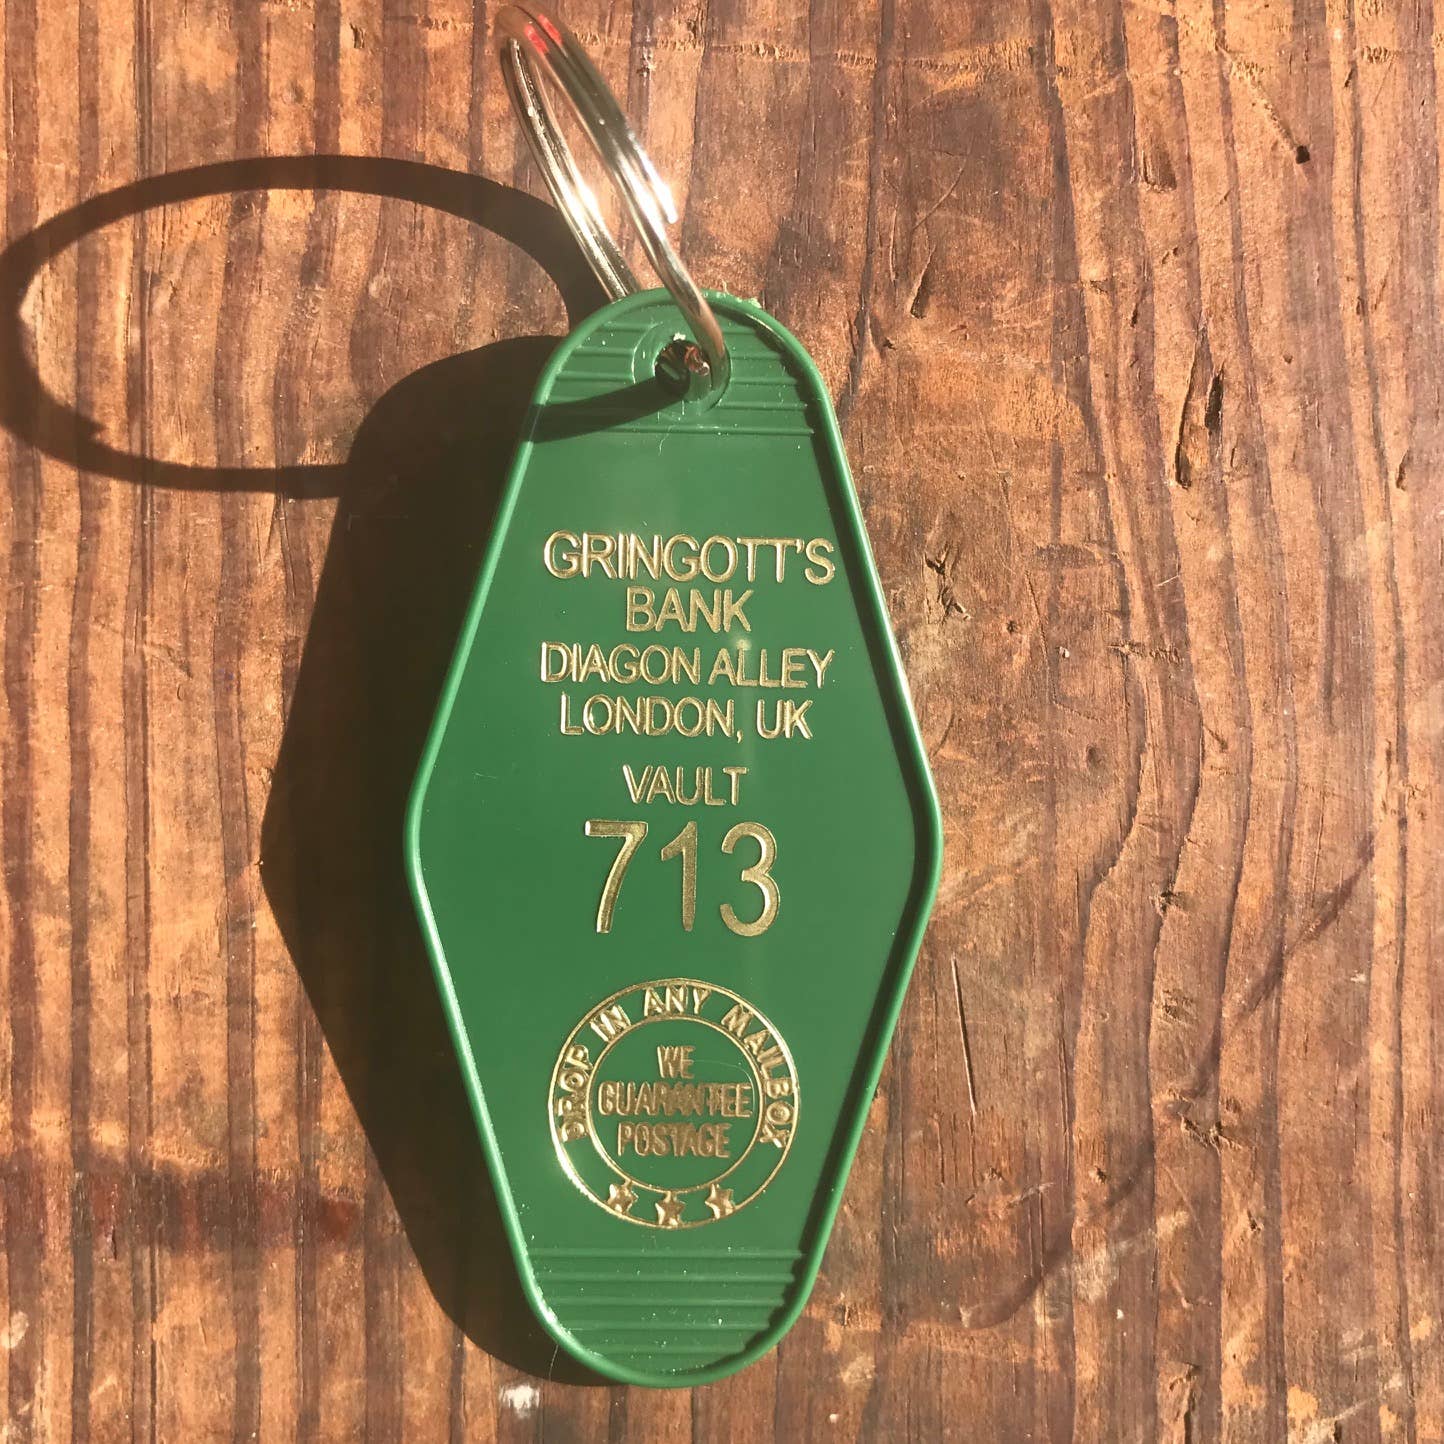 GRINGOTT'S
BANK
DIAGON ALLEY
LONDON, UK
VAULT
713
DROP IN ANY MAILBOX
WE
GUARANTEE
POSTAGE